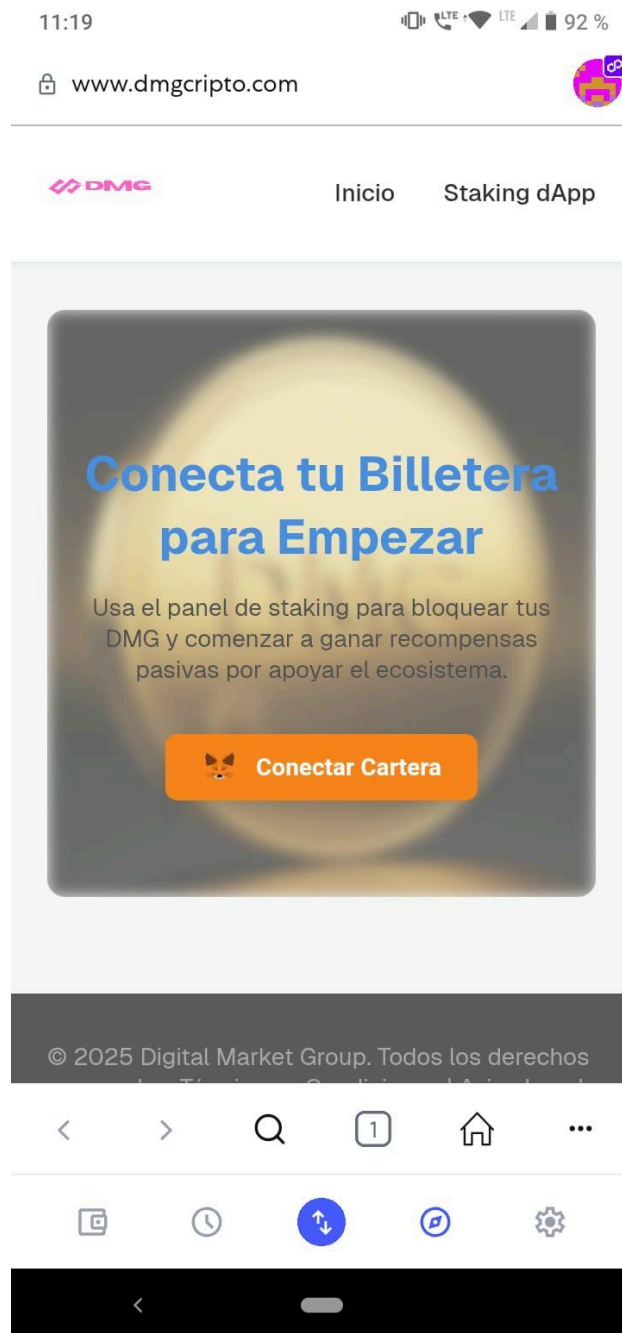 11:19
LTE LTE 92 %
www.dmgcripto.com
DMG Inicio Staking dApp
Conecta tu Billetera
para Empezar
Usa el panel de staking para bloquear tus
DMG y comenzar a ganar recompensas
pasivas por apoyar el ecosistema.
Conectar Cartera
© 2025 Digital Market Group. Todos los derechos
1